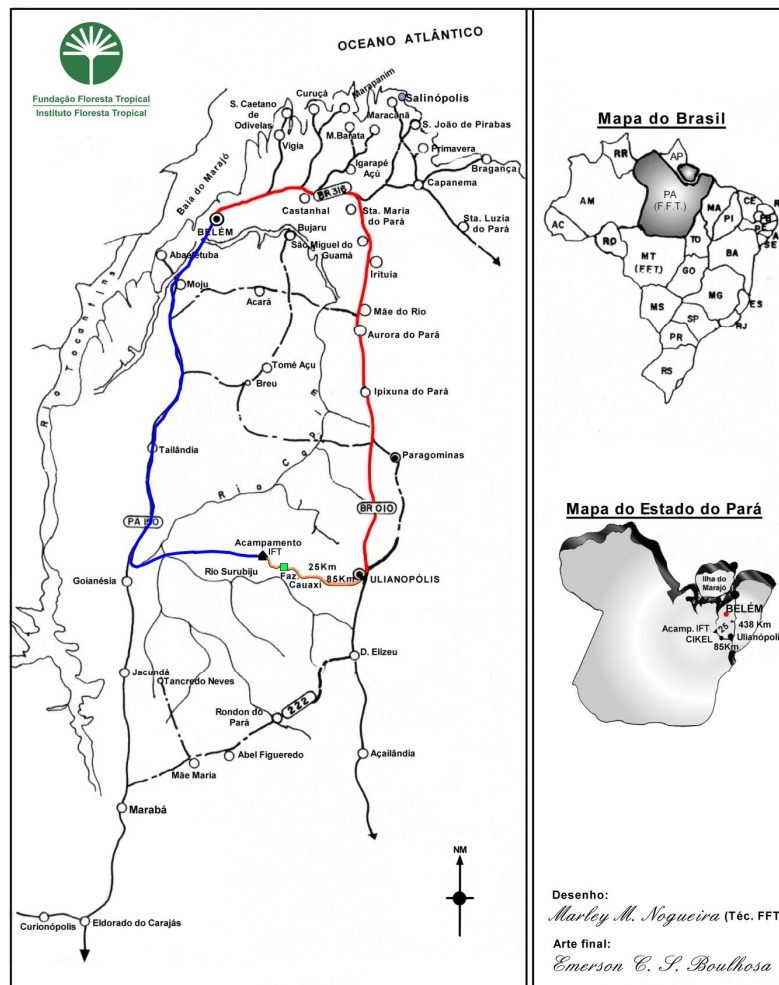 OCEANO ATLÂNTICO
Fundação Floresta Tropical
Instituto Floresta Tropical
Curuçá
Marapanim
Salinópolis
Maracanã
S. Caetano
de
Odivelas
M.Barata
S. João de Pirabas
Vigia
Primavera
Igarapé
Açú
Bragança
Baía do Marajó
BR 316
Capanema
Castanhal
Sta. Maria
do Pará
Sta. Luzia
do Pará
BELÉM
Bujaru
São Miguel do
Guamá
Abaetetuba
Irituia
Moju
Acará
Mãe do Rio
Aurora do Pará
Rio Tocantins
Tomé Açu
Breu
Ipixuna do Pará
Rio Capim
Tailândia
Paragominas
PA 150
BR 010
Acampamento
IFT
25Km
Rio Surubiju
Faz.
Cauaxi
85Km
ULIANOPÓLIS
Goianésia
D. Elizeu
Jacundá
Tancredo Neves
Rondon do
Pará
222
Abel Figueredo
Açailândia
Mãe Maria
Marabá
NM
Curionópolis
Eldorado do Carajás
Mapa do Brasil
RR
AP
AM
PA
(F.F.T.)
MA
CE
R
PI
PB
PE
A
SE
AC
RO
TO
MT
(F.F.T)
BA
GO
MG
MS
ES
SP
RJ
PR
RS
Mapa do Estado do Pará
Ilha do
Marajó
BELÉM
438 Km
Acamp. IFT
25
CIKEL
Ulianópoli
85Km
Desenho:
Marley M. Nogueira (Téc. FFT
Arte final:
Emerson C. S. Boulhosa